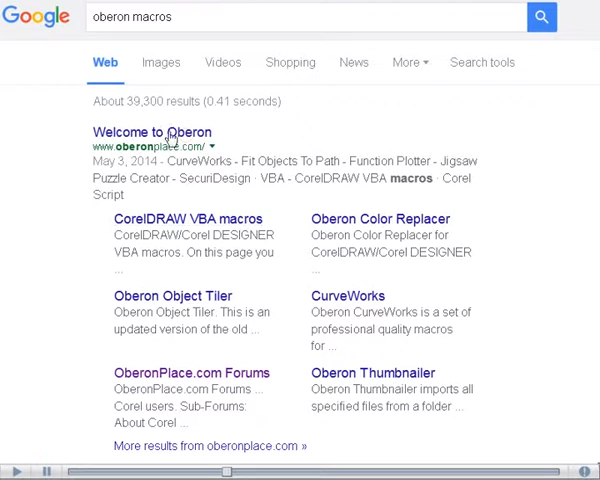 Google oberon macros
Web Images Videos Shopping News More Search tools
About 39,300 results (0.41 seconds)
Welcome to Oberon
www.oberonplace.com/
May 3, 2014 - CurveWorks - Fit Objects To Path - Function Plotter - Jigsaw
Puzzle Creator - SecuriDesign · VBA - CorelDRAW VBA macros · Corel
Script
CorelDRAW VBA macros
CorelDRAW/Corel DESIGNER
VBA macros. On this page you
...
Oberon Color Replacer
Oberon Color Replacer for
CorelDRAW/Corel DESIGNER
...
Oberon Object Tiler
Oberon Object Tiler. This is an
updated version of the old ...
CurveWorks
Oberon CurveWorks is a set of
professional quality macros
for ...
OberonPlace.com Forums
OberonPlace.com Forums ...
Corel users. Sub-Forums:
About Corel ...
Oberon Thumbnailer
Oberon Thumbnailer imports all
specified files from a folder ...
More results from oberonplace.com »